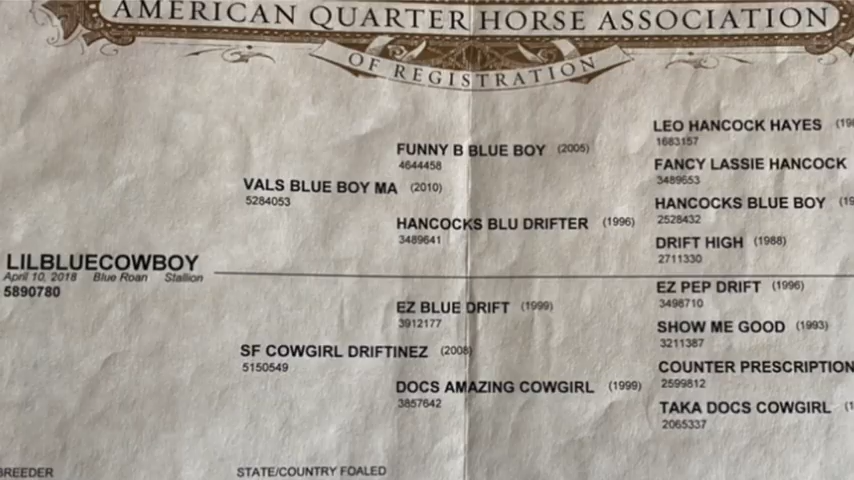 AMERICAN QUARTER HORSE ASSOCIATION
OF REGISTRATION
LEO HANCOCK HAYES
1683157
FUNNY B BLUE BOY (2005)
4644458
FANCY LASSIE HANCOCK
3489653
VALS BLUE BOY MA (2010)
5284053
HANCOCKS BLUE BOY
2528432
HANCOCKS BLU DRIFTER (1996)
3489641
DRIFT HIGH (1988)
2711330
LILBLUECOWBOY
April 10, 2018 Blue Roan Stallion
5890780
EZ PEP DRIFT (1996)
3498710
EZ BLUE DRIFT (1999)
3912177
SHOW ME GOOD (1993)
3211387
SF COWGIRL DRIFTINEZ (2008)
5150549
COUNTER PRESCRIPTION
2599812
DOCS AMAZING COWGIRL (1999)
3857642
TAKA DOCS COWGIRL
2065337
BREEDER
STATE/COUNTRY FOALED